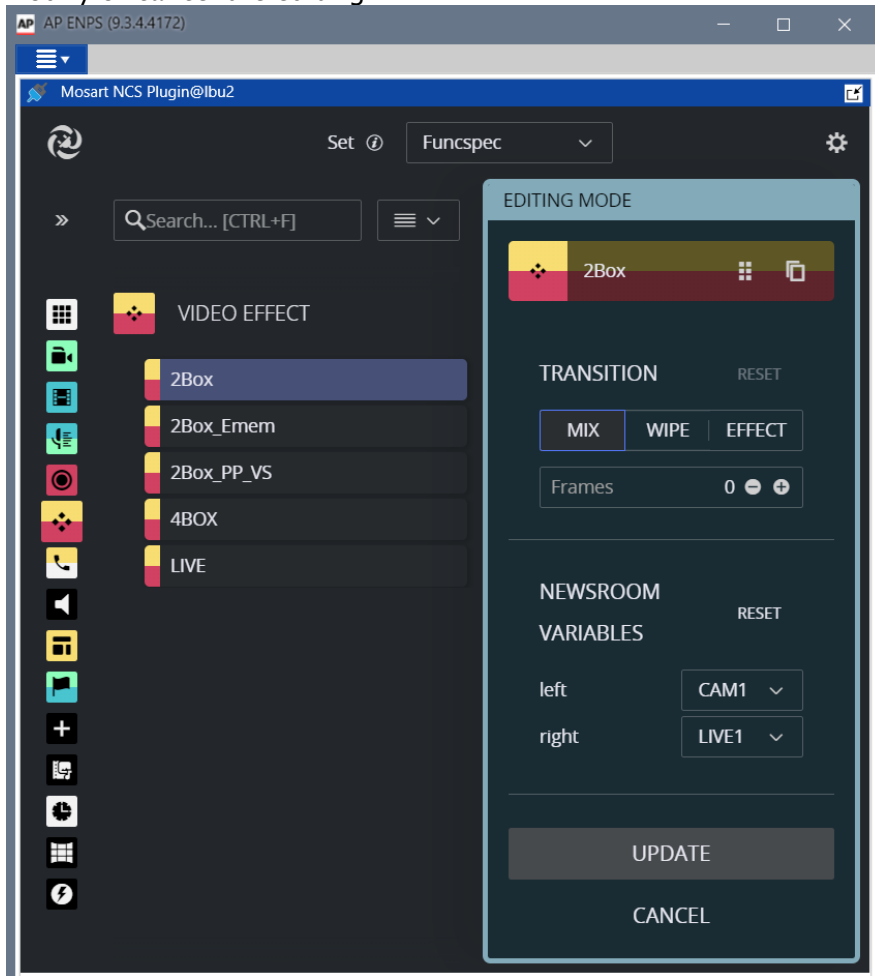 AP AP ENPS (9.3.4.4172)
Mosart NCS Plugin@Ibu2
Set i Funcspec
EDITING MODE
Search... [CTRL+F]
2Box
VIDEO EFFECT
2Box
2Box_Emem
2Box_PP_VS
4BOX
LIVE
TRANSITION RESET
MIX WIPE EFFECT
Frames 0
NEWSROOM VARIABLES RESET
left CAM1
right LIVE1
UPDATE
CANCEL